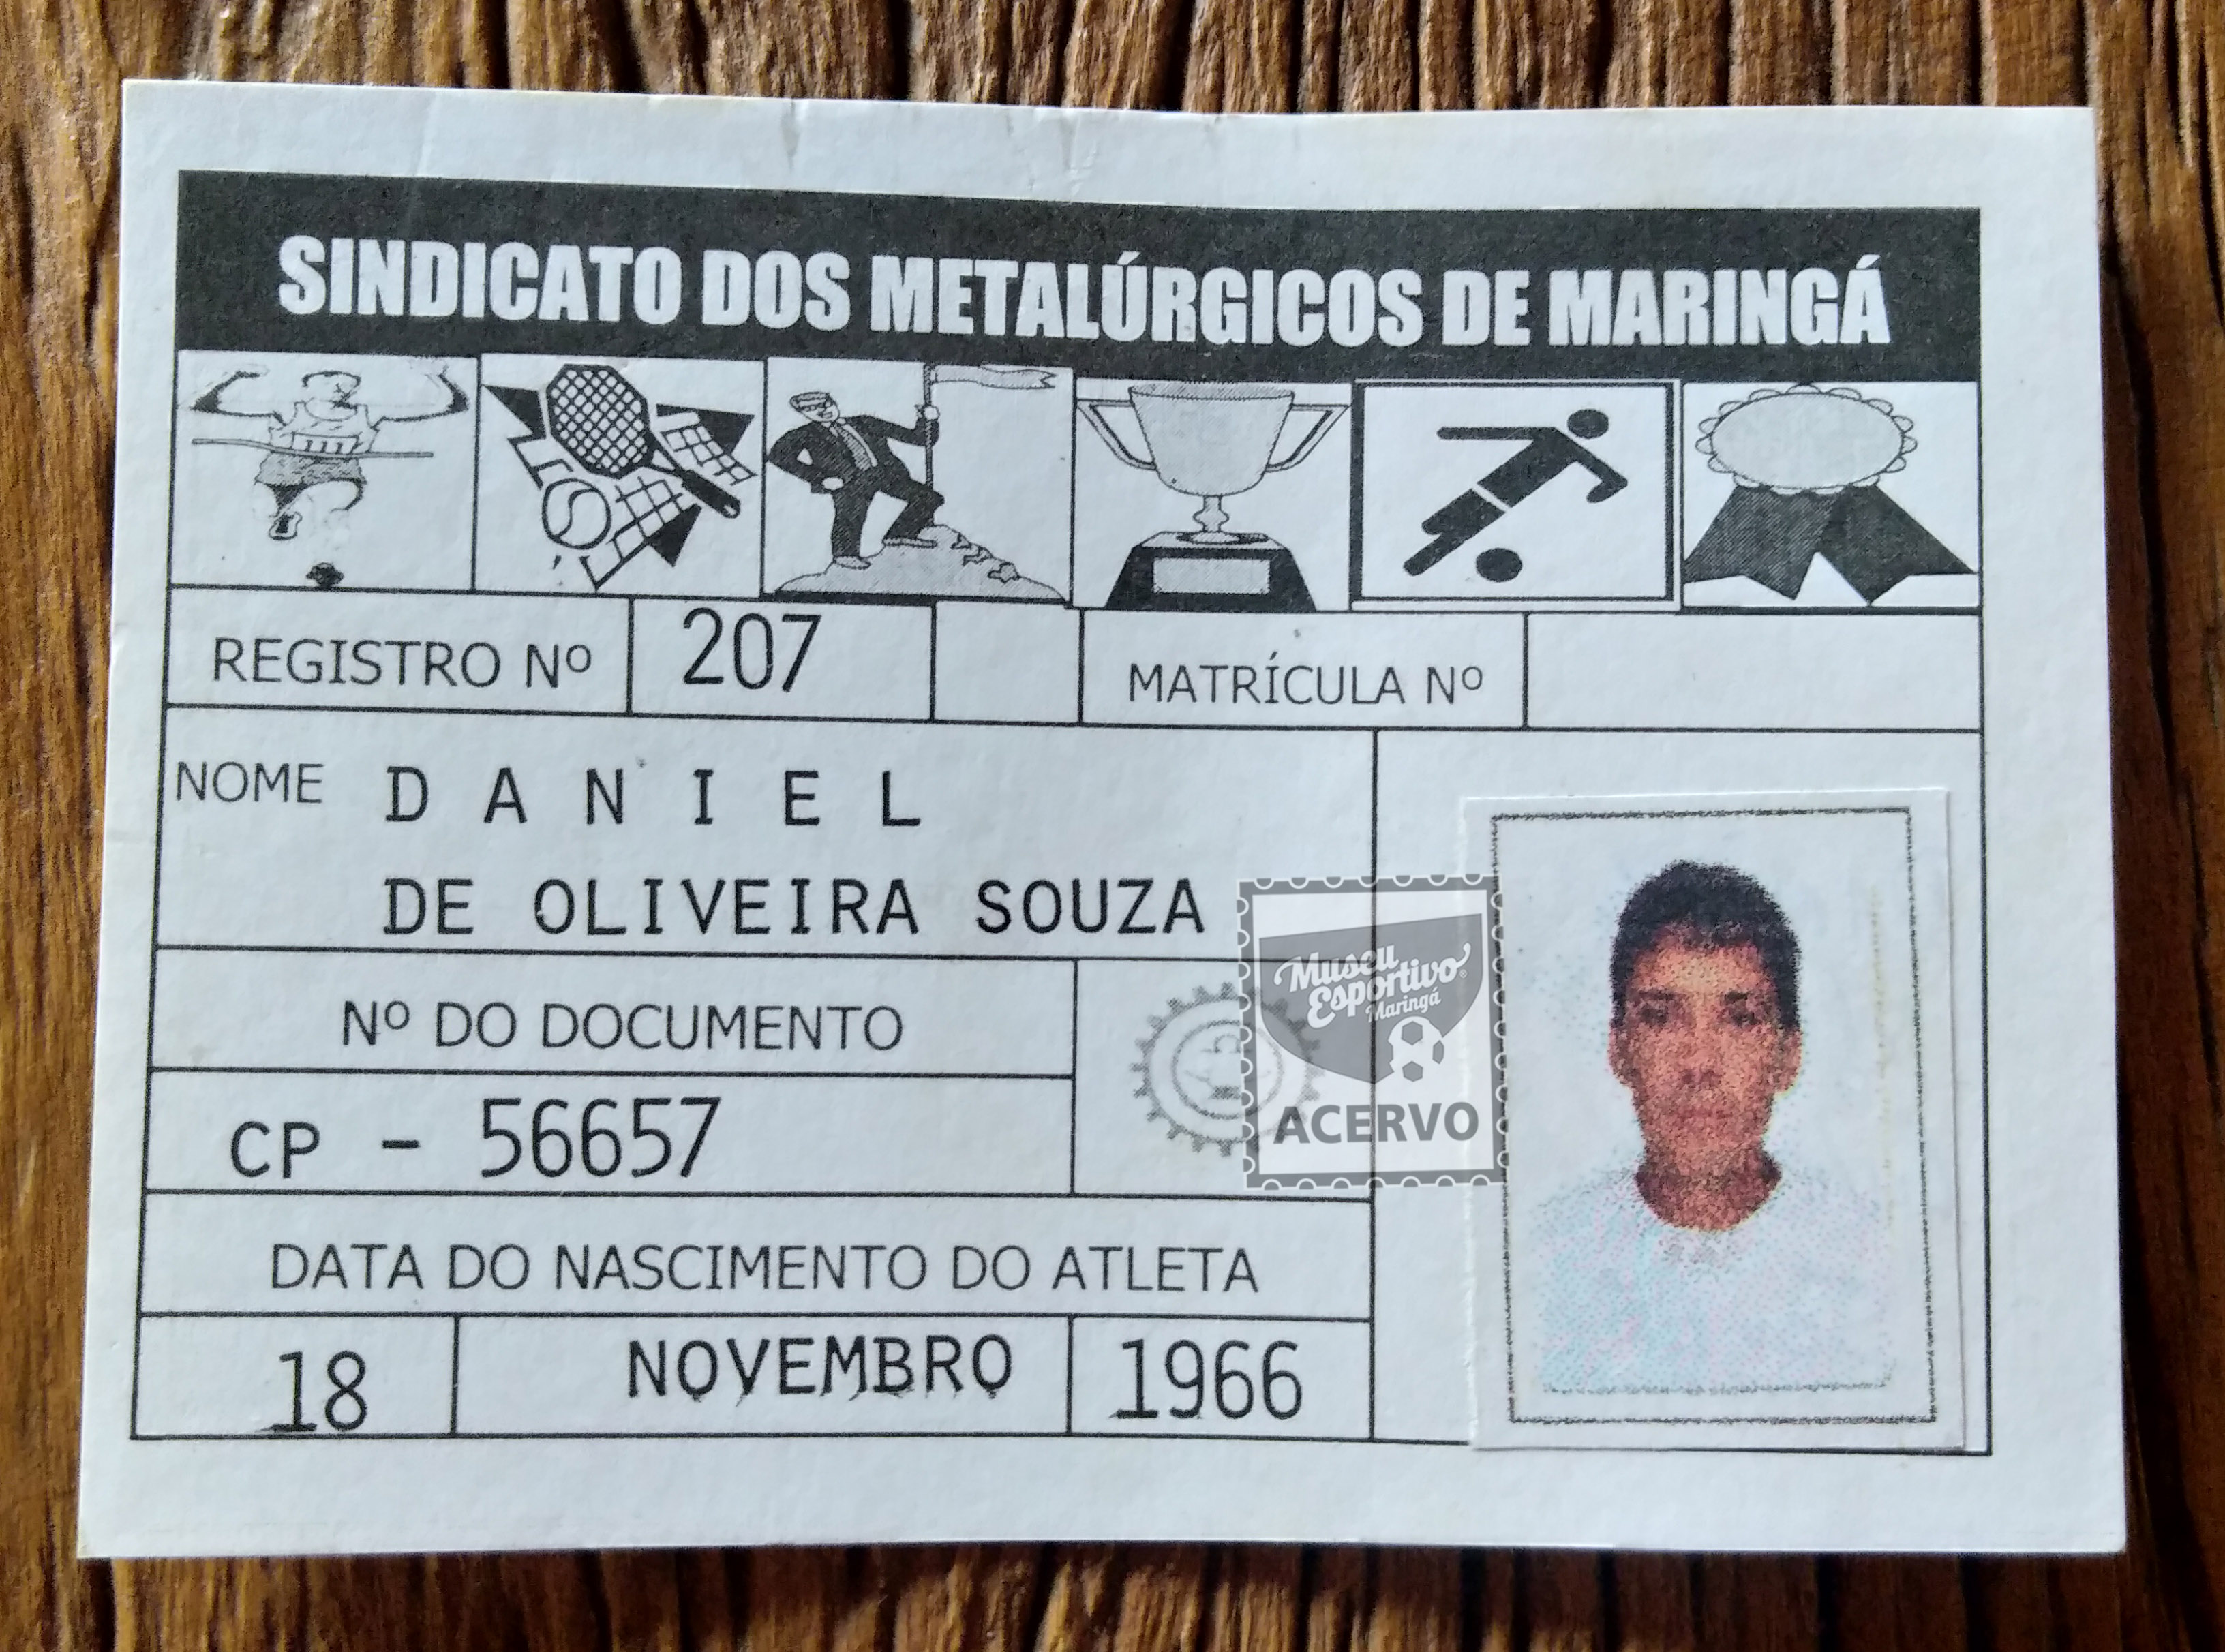 SINDICATO DOS METALÚRGICOS DE MARINGÁ
REGISTRO Nº 207 MATRÍCULA Nº
NOME DANIEL
DE OLIVEIRA SOUZA
Nº DO DOCUMENTO
CP - 56657
DATA DO NASCIMENTO DO ATLETA
18 NOVEMBRO 1966
Museu
Esportivo
Maringá
ACERVO